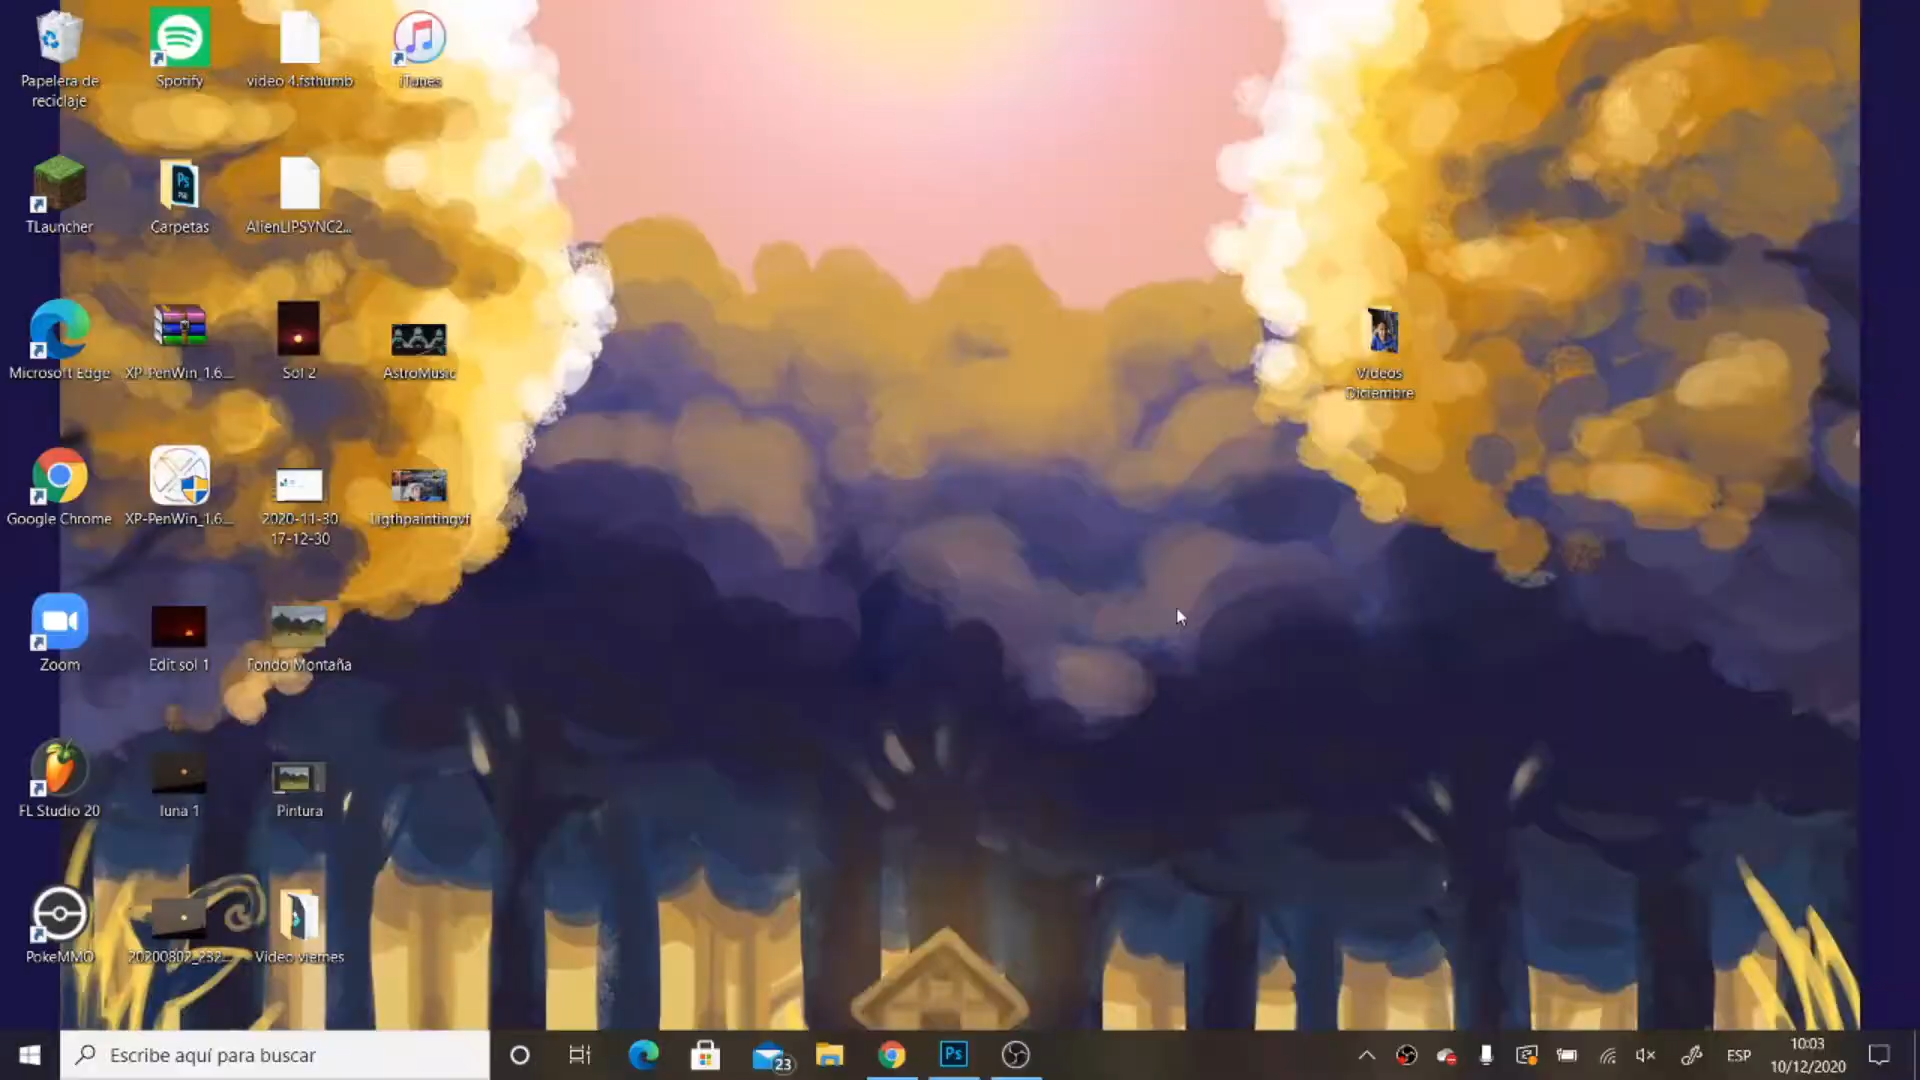 Papelera de
reciclaje
Spotify
video 4.fsthumb
iTunes
TLauncher
Carpetas
AlienLIPSYNC2...
Microsoft Edge
XP-PenWin_1.6....
Sol 2
AstroMusic
Videos
Diciembre
Google Chrome
XP-PenWin_1.6....
2020-11-30
17-12-30
Ligthpaintingvf
Zoom
Edit sol 1
Fondo Montaña
FL Studio 20
luna 1
Pintura
PokeMMO
20200802_232...
Video viernes
Escribe aquí para buscar
23
Ps
ESP
10:03
10/12/2020